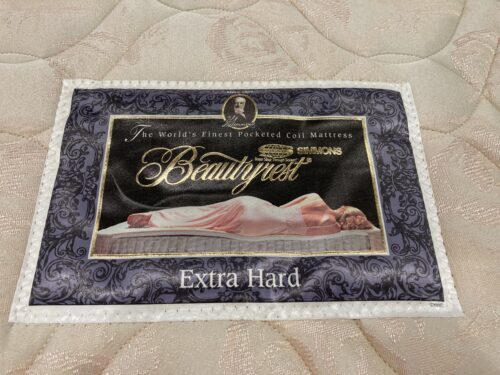 The World's Finest Pocketed Coil Mattress
SIMMONS
Beautyrest
Extra Hard